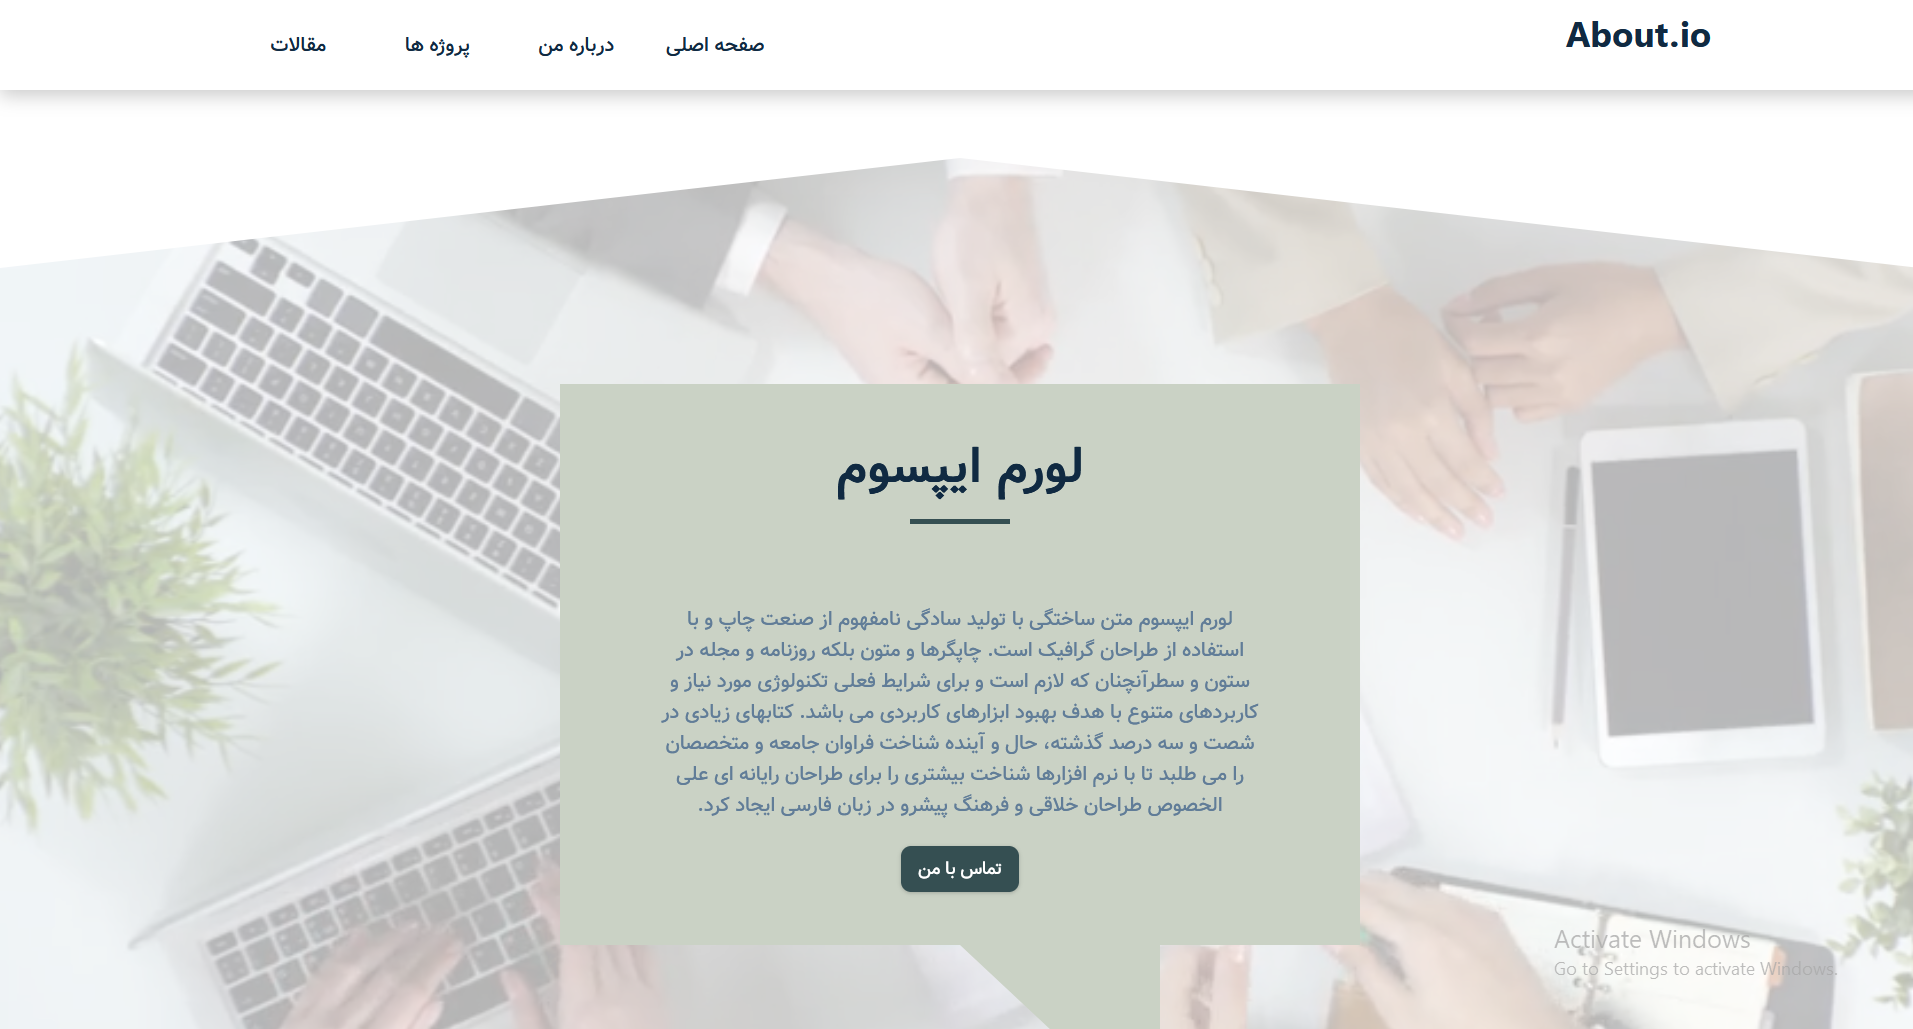 About.io
صفحه اصلی
درباره من
پروژه ها
مقالات
لورم ایپسوم
لورم ایپسوم متن ساختگی با تولید سادگی نامفهوم از صنعت چاپ و با
استفاده از طراحان گرافیک است. چاپگرها و متون بلکه روزنامه و مجله در
ستون و سطرآنچنان که لازم است و برای شرایط فعلی تکنولوژی مورد نیاز و
کاربردهای متنوع با هدف بهبود ابزارهای کاربردی می باشد. کتابهای زیادی در
شصت و سه درصد گذشته، حال و آینده شناخت فراوان جامعه و متخصصان
را می طلبد تا با نرم افزارها شناخت بیشتری را برای طراحان رایانه ای علی
الخصوص طراحان خلاقی و فرهنگ پیشرو در زبان فارسی ایجاد کرد.
تماس با من
Activate Windows
Go to Settings to activate Windows.